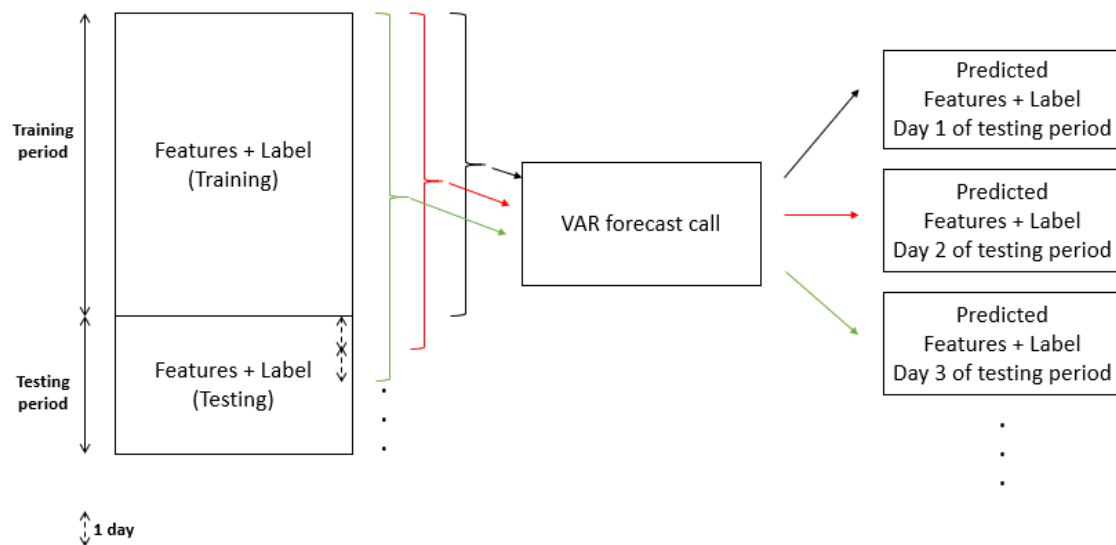 Training
period
Features + Label
(Training)
Testing
period
Features + Label
(Testing)
1 day
VAR forecast call
Predicted
Features + Label
Day 1 of testing period
Predicted
Features + Label
Day 2 of testing period
Predicted
Features + Label
Day 3 of testing period